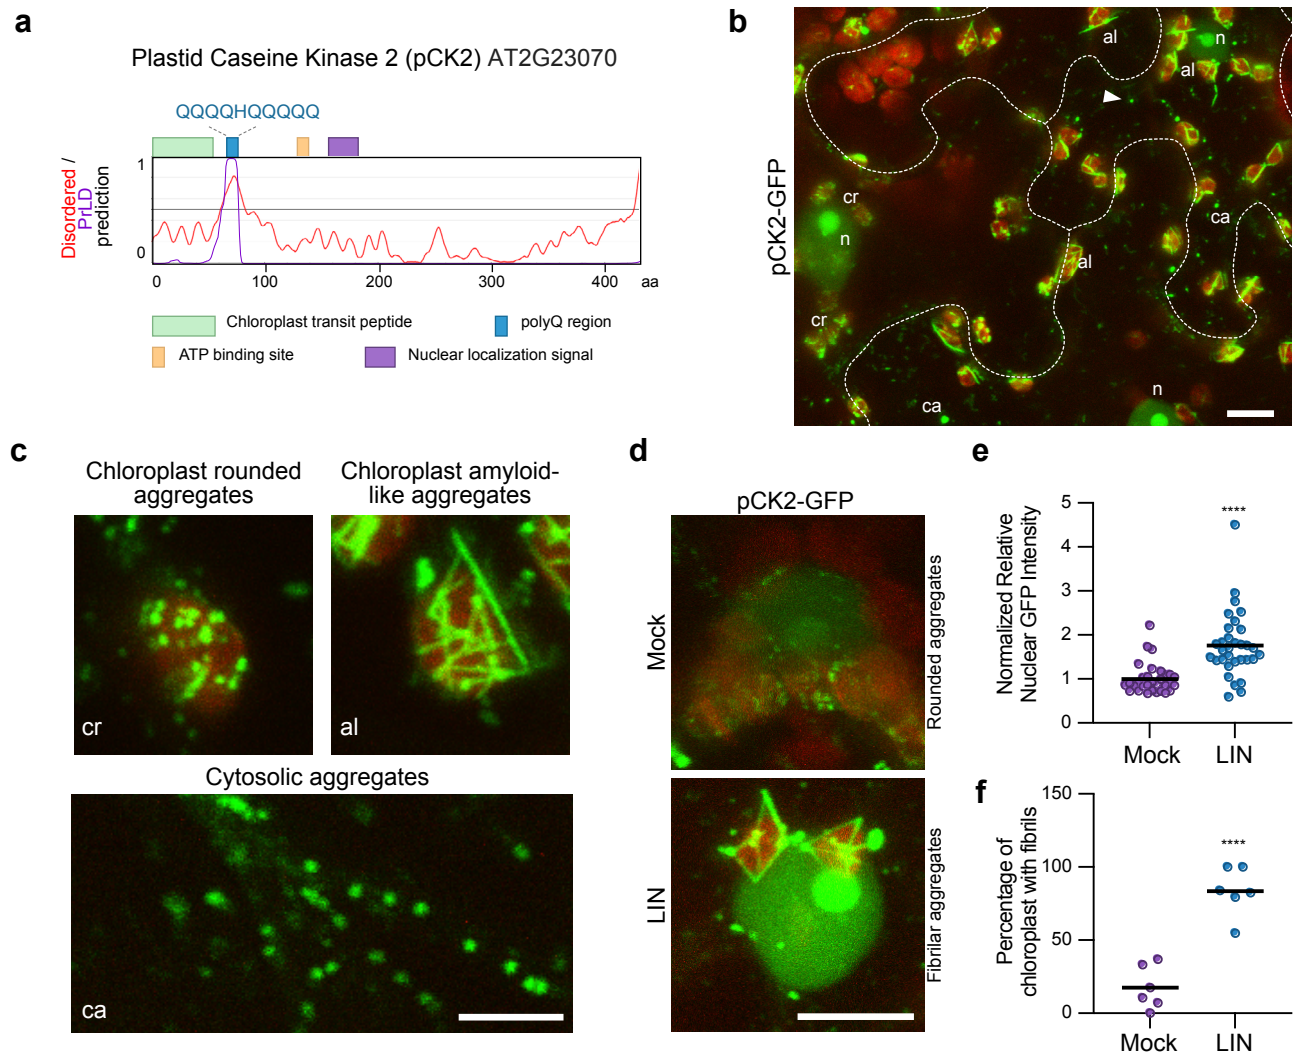 a
Plastid Caseine Kinase 2 (pCK2) AT2G23070
QQQQHQQQQQ
Disordered /
PrLD
prediction
1
0
0
100
200
300
400
aa
Chloroplast transit peptide
polyQ region
ATP binding site
Nuclear localization signal
b
pCK2-GFP
al
n
al
cr
n
ca
al
cr
n
ca
c
Chloroplast rounded
aggregates
Chloroplast amyloid-
like aggregates
cr
al
Cytosolic aggregates
ca
d
pCK2-GFP
Mock
Rounded aggregates
LIN
Fibrilar aggregates
e
Normalized Relative
Nuclear GFP Intensity
5
4
3
2
1
0
****
Mock
LIN
f
Percentage of
chloroplast with fibrils
150
100
50
0
****
Mock
LIN